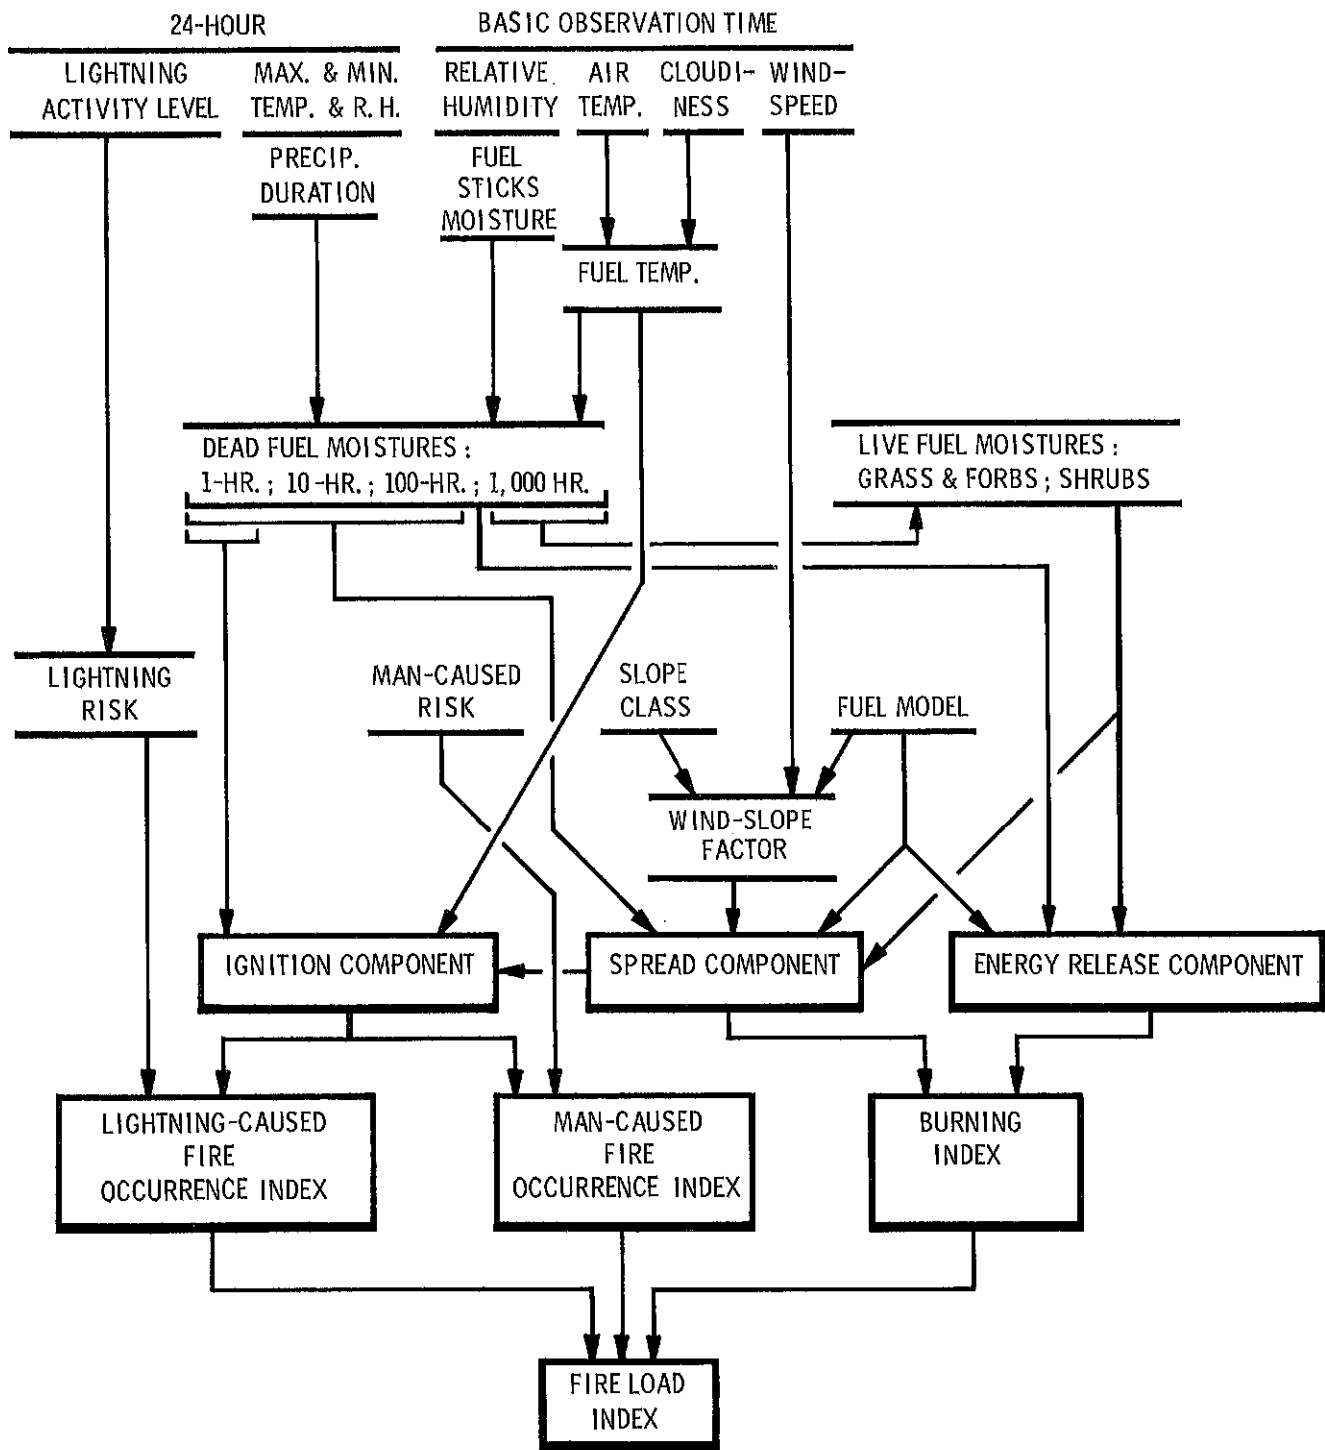 24-HOUR
BASIC OBSERVATION TIME
LIGHTNING
ACTIVITY LEVEL
MAX. & MIN.
TEMP. & R. H.
RELATIVE
HUMIDITY
AIR
TEMP.
CLOUDI-
NESS
WIND-
SPEED
PRECIP.
DURATION
FUEL
STICKS
MOISTURE
FUEL TEMP.
DEAD FUEL MOISTURES :
1-HR. ; 10-HR. ; 100-HR. ; 1,000 HR.
LIVE FUEL MOISTURES :
GRASS & FORBS ; SHRUBS
LIGHTNING
RISK
MAN-CAUSED
RISK
SLOPE
CLASS
FUEL MODEL
WIND-SLOPE
FACTOR
IGNITION COMPONENT
SPREAD COMPONENT
ENERGY RELEASE COMPONENT
LIGHTNING-CAUSED
FIRE
OCCURRENCE INDEX
MAN-CAUSED
FIRE
OCCURRENCE INDEX
BURNING
INDEX
FIRE LOAD
INDEX